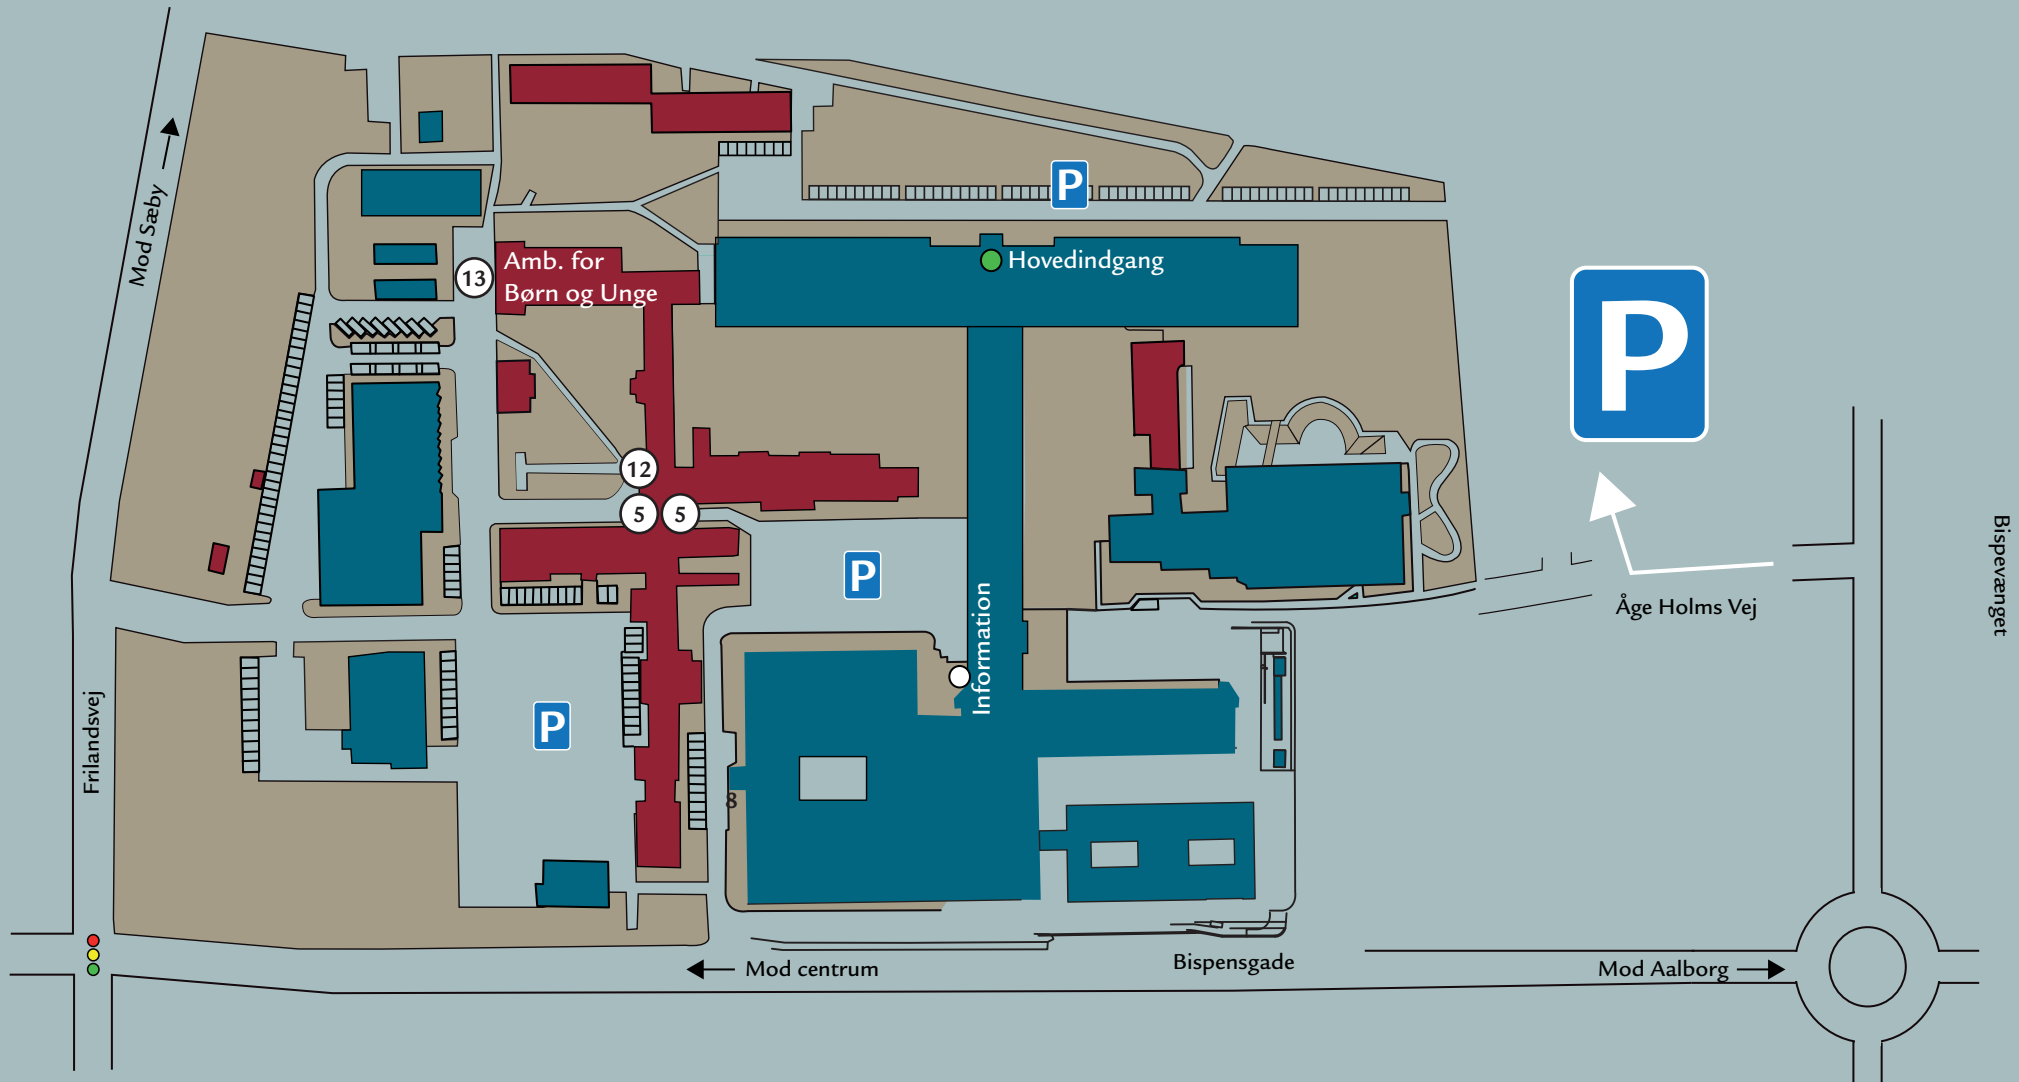 P
Mod Sæby
13
Amb. for
Børn og Unge
Hovedindgang
P
12
5
5
P
Information
Åge Holms Vej
Bispevænget
P
Frilandsvej
8
Mod centrum
Bispensgade
Mod Aalborg